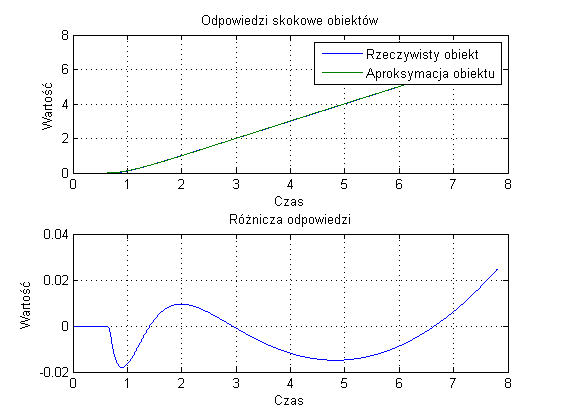 Odpowiedzi skokowe obiektów
8
6
4
2
0
Wartość
Rzeczywisty obiekt
Aproksymacja obiektu
0 1 2 3 4 5 6 7 8
Czas
Różnicza odpowiedzi
0.04
0.02
0
-0.02
Wartość
0 1 2 3 4 5 6 7 8
Czas